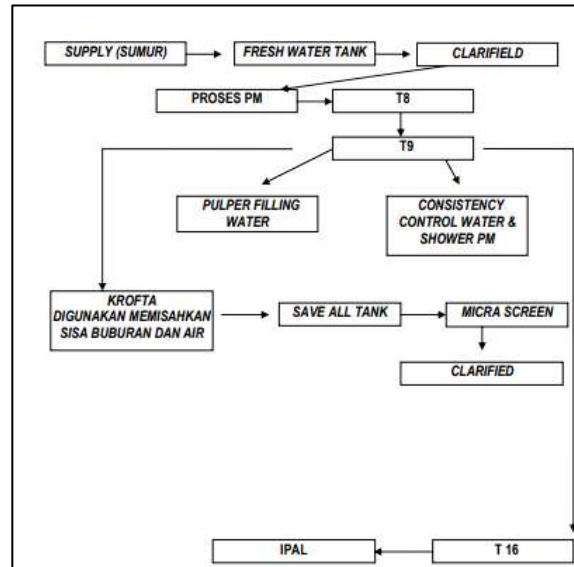 SUPPLY (SUMUR)
FRESH WATER TANK
CLARIFIELD
PROSES PM
T8
T9
PULPER FILLING
WATER
CONSISTENCY
CONTROL WATER &
SHOWER PM
KROFTA
DIGUNAKAN MEMISAHKAN
SISA BUBURAN DAN AIR
SAVE ALL TANK
MICRA SCREEN
CLARIFIED
IPAL
T 16